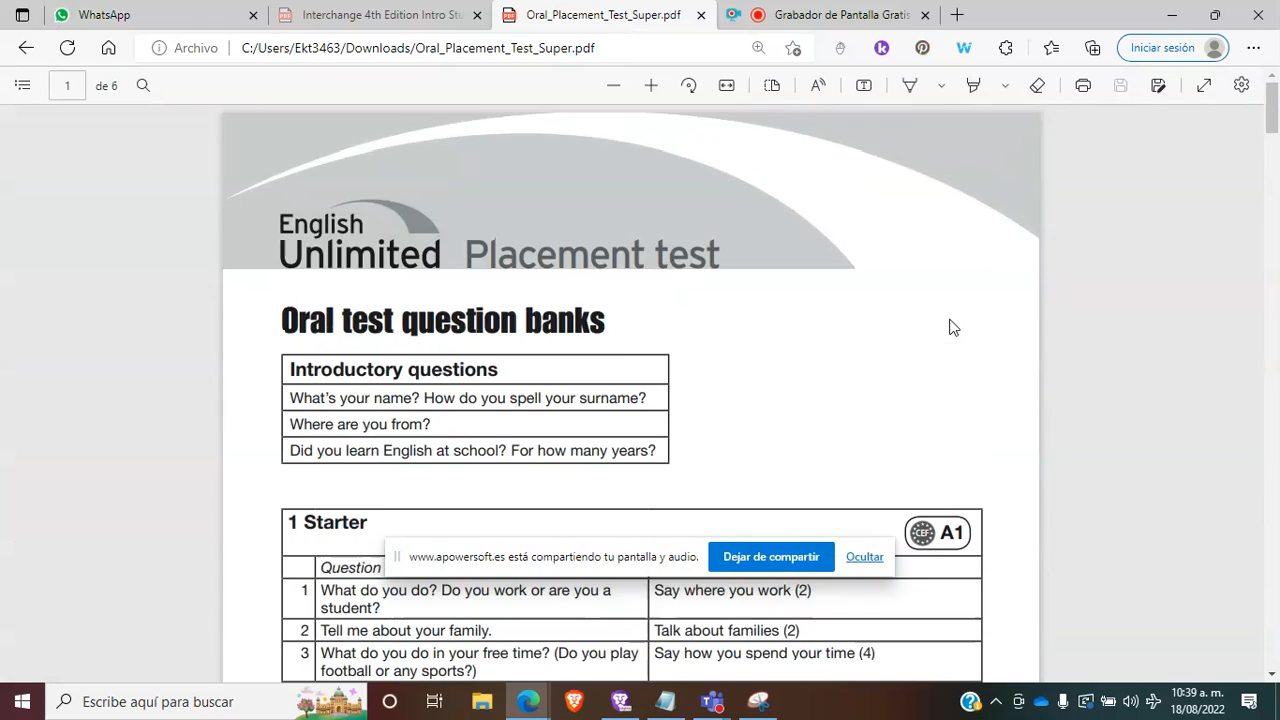 WhatsApp
Interchange 4th Edition Intro Stu
Oral_Placement_Test_Super.pdf
Grabador de Pantalla Gratis
Archivo
C:/Users/Ekt3463/Downloads/Oral_Placement_Test_Super.pdf
Iniciar sesión
1 de 6
English
Unlimited Placement test
Oral test question banks
Introductory questions
What's your name? How do you spell your surname?
Where are you from?
Did you learn English at school? For how many years?
1 Starter
CEF A1
www.apowersoft.es está compartiendo tu pantalla y audio. Dejar de compartir Ocultar
Question
1 What do you do? Do you work or are you a student? Say where you work (2)
2 Tell me about your family. Talk about families (2)
3 What do you do in your free time? (Do you play football or any sports?) Say how you spend your time (4)
Escribe aquí para buscar
10:39 a. m.
18/08/2022